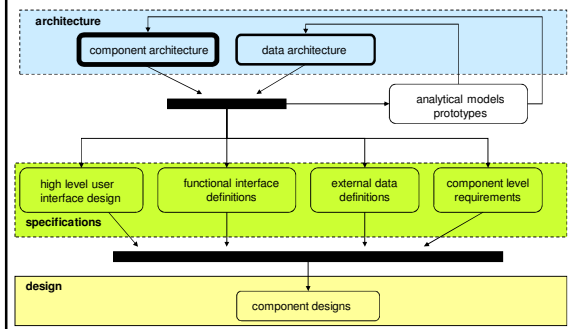 architecture
component architecture
data architecture
analytical models
prototypes
high level user
interface design
functional interface
definitions
external data
definitions
component level
requirements
specifications
design
component designs